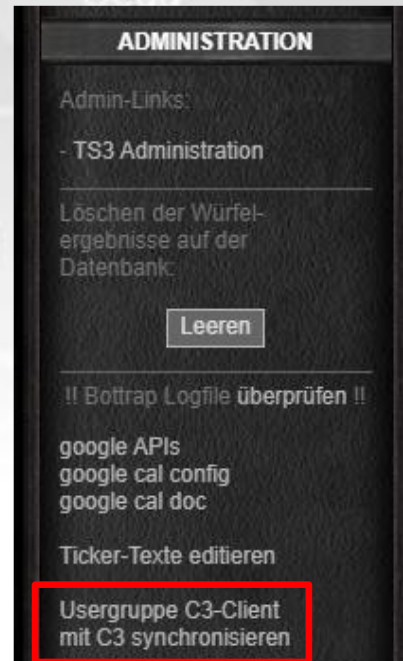 ADMINISTRATION
Admin-Links:
- TS3 Administration
Löschen der Würfel-
ergebnisse auf der
Datenbank:
Leeren
!! Bottrap Logfile überprüfen !!
google APIs
google cal config
google cal doc
Ticker-Texte editieren
Usergruppe C3-Client
mit C3 synchronisieren